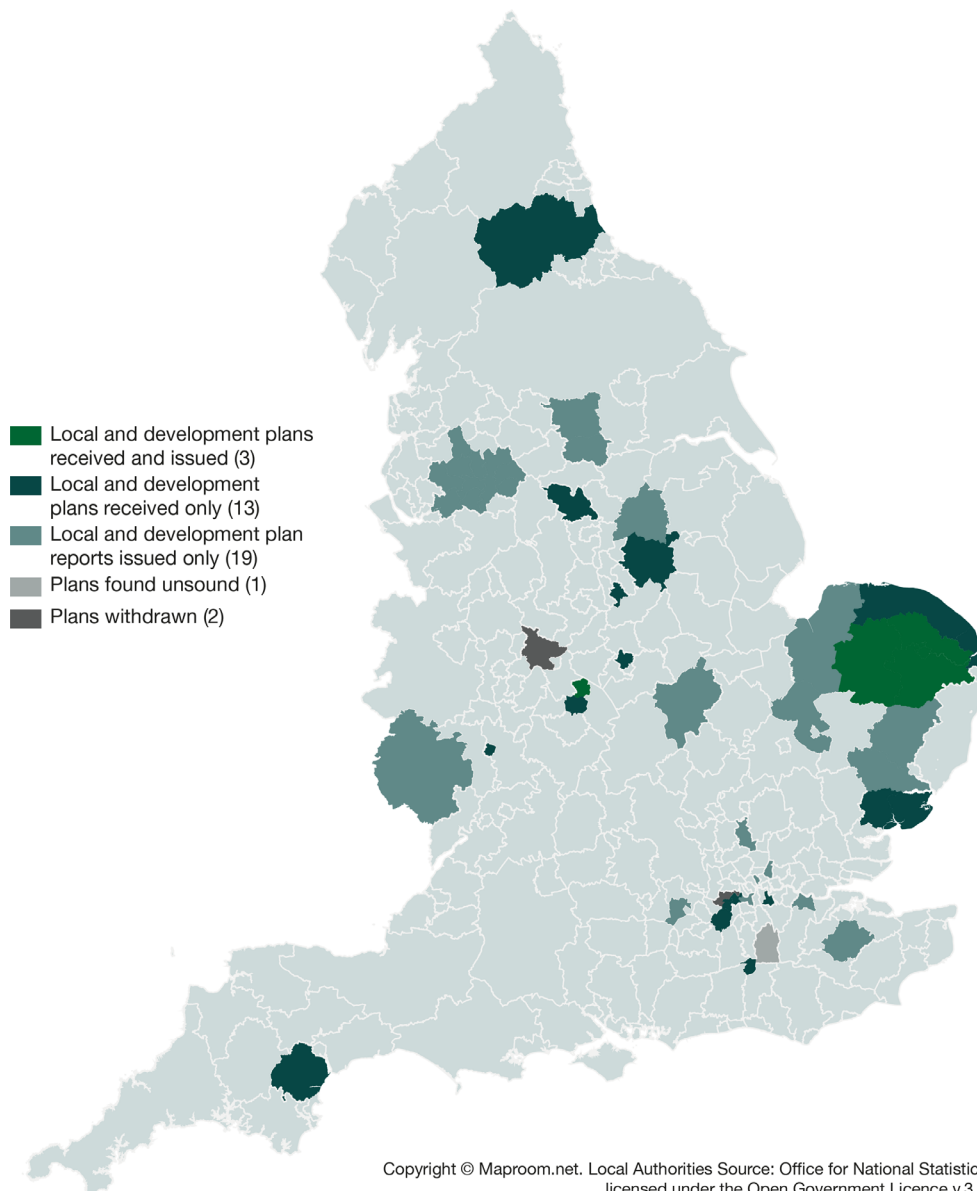 Local and development plans
received and issued (3)
Local and development
plans received only (13)
Local and development plan
reports issued only (19)
Plans found unsound (1)
Plans withdrawn (2)
Copyright © Maproom.net. Local Authorities Source: Office for National Statistic
licensed under the Open Government Licence v.3